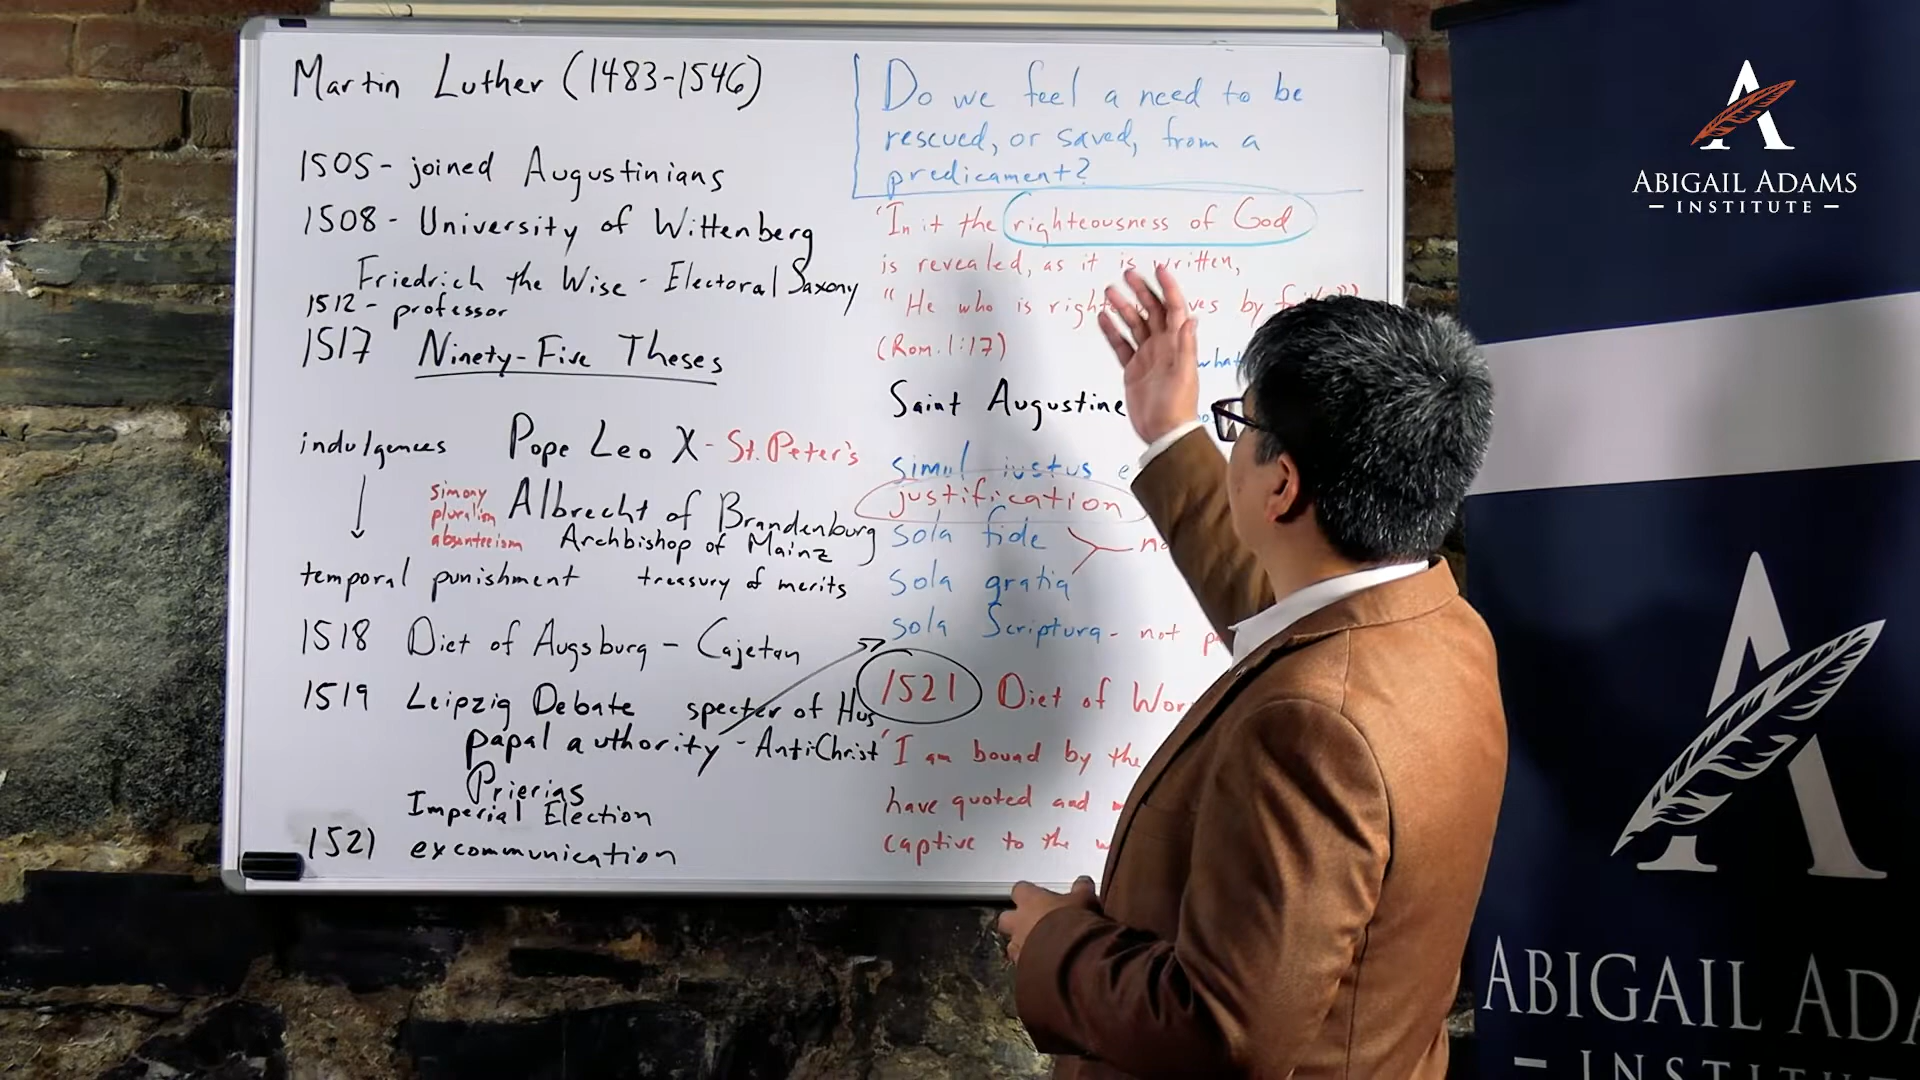 Martin Luther (1483-1546)
1505 - joined Augustinians
1508 - University of Wittenberg
Friedrich the Wise - Electoral Saxony
1512 - professor
1517 Ninety-Five Theses
indulgences Pope Leo X - St. Peter's
simony
pluralism
absenteeism
Albrecht of Brandenburg
Archbishop of Mainz
temporal punishment treasury of merits
1518 Diet of Augsburg - Cajetan
1519 Leipzig Debate specter of Hus
papal authority - AntiChrist
Prierias
Imperial Election
1521 excommunication
Do we feel a need to be
rescued, or saved, from a
predicament?
"In it the righteousness of God
is revealed, as it is written,
"He who is by
(Rom. 1:17)
what
Saint Augustine
simul iustus
justification
sola fide
sola gratia
sola Scriptura - not
1521 Diet of
'I am bound by the
have quoted and
captive to the
ABIGAIL ADAMS
- INSTITUTE -
ABIGAIL